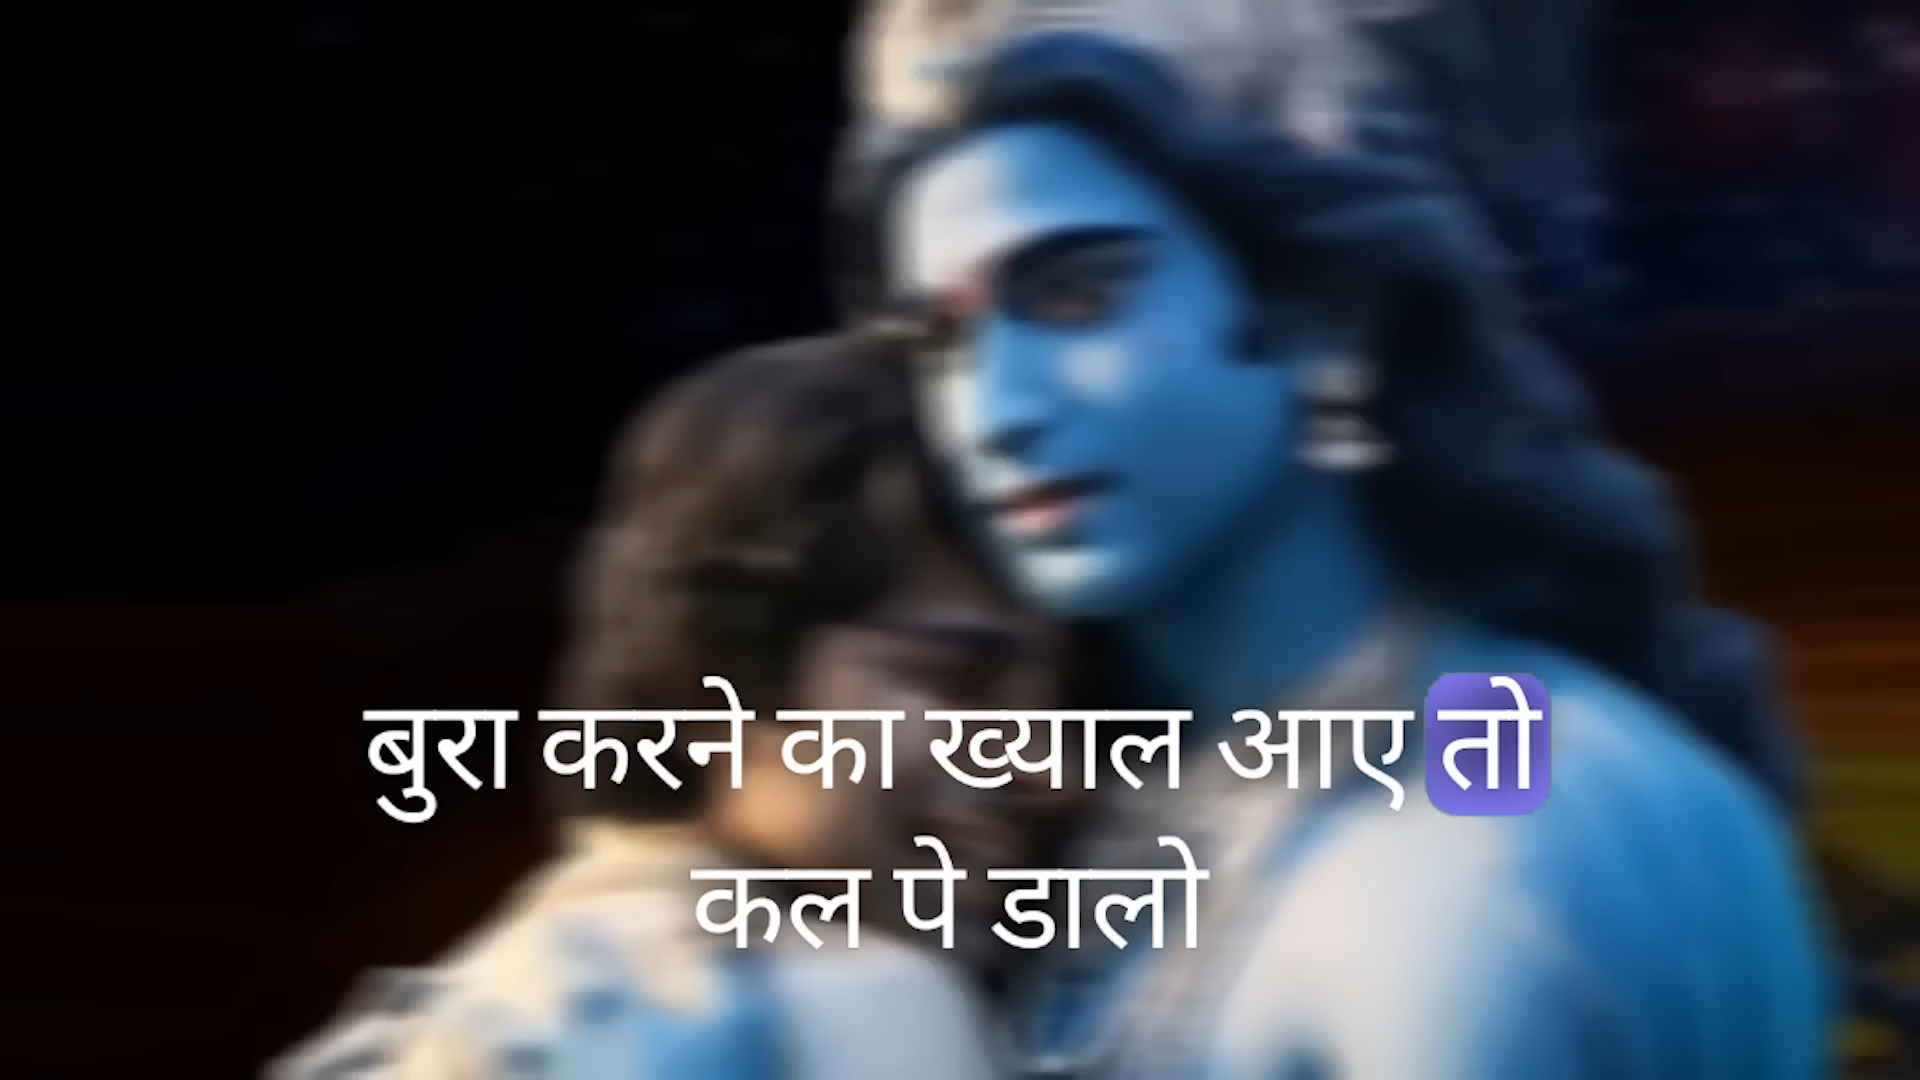 बुरा करने का ख्याल आए तो
कल पे डालो